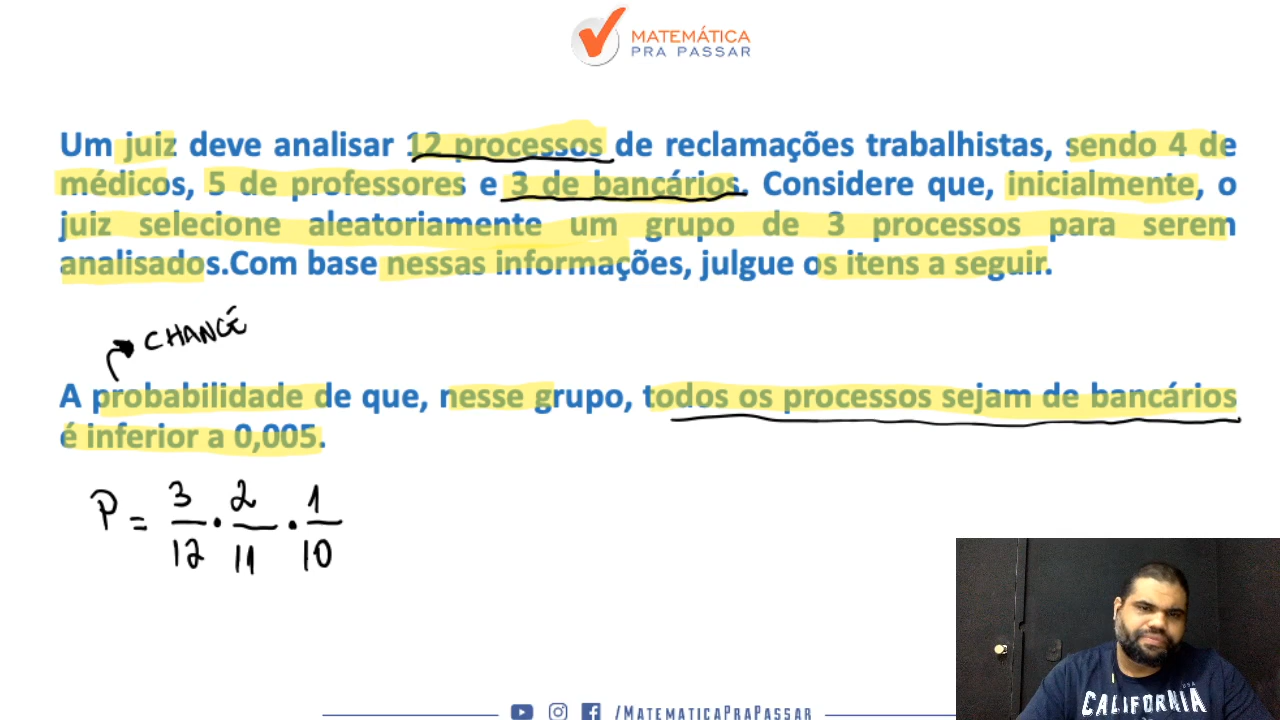 MATEMÁTICA
PRA PASSAR
Um juiz deve analisar 12 processos de reclamações trabalhistas, sendo 4 de
médicos, 5 de professores e 3 de bancários. Considere que, inicialmente, o
juiz selecione aleatoriamente um grupo de 3 processos para serem
analisados.Com base nessas informações, julgue os itens a seguir.
CHANCE
A probabilidade de que, nesse grupo, todos os processos sejam de bancários
é inferior a 0,005.
P = 3/12 · 2/11 · 1/10
CALIFORNIA
/MATEMATICAPRAPASSAR